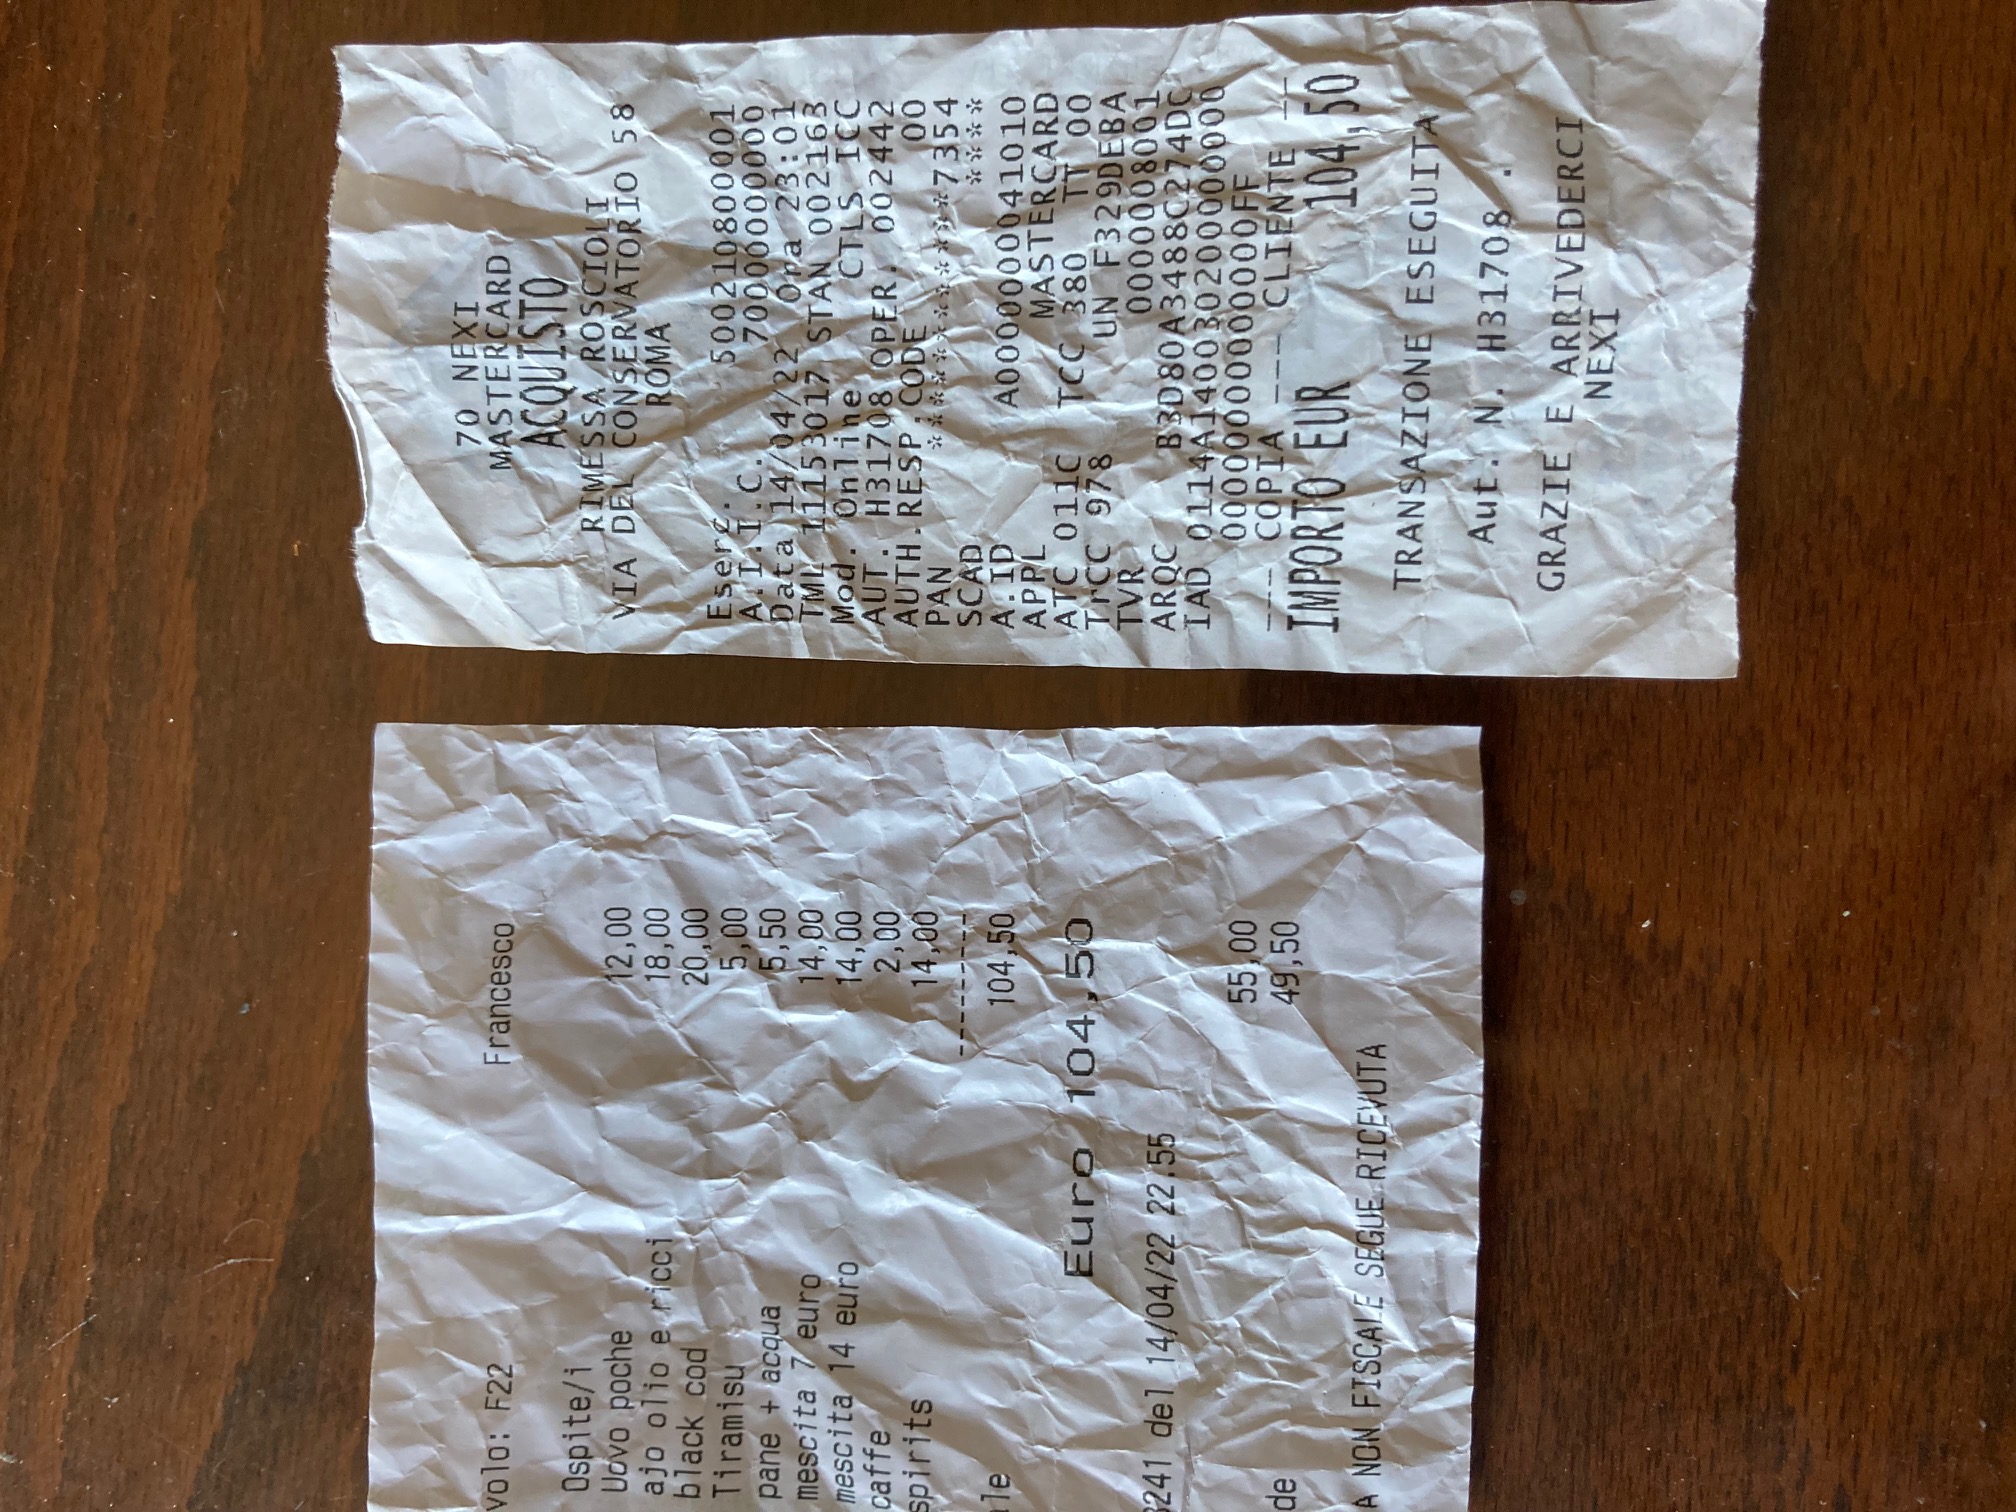 70 NEXI
MASTERCARD
ACQUISTO
RIMESSA ROSCIOLI
VIA DEL CONSERVATORIO 58
ROMA
Eserc. 500210800001
A.I.I.C. 70000000000
Data 14/04/22 Ora 23:01
TML 11153017 STAN 002163
Mod. Online CTLS ICC
AUT. H31708 OPER. 002442
AUTH.RESP.CODE 00
PAN ************7354
SCAD ****
A.ID A0000000041010
APPL MASTERCARD
ATC 011C TCC 380 TT 00
TrCC 978 UN F329DEBA
TVR 0000008001
ARQC B3D80A3488C274DC
IAD 0114A14003020000000000
00000000000000FF
---- COPIA --- CLIENTE ---
IMPORTO EUR 104,50
TRANSAZIONE ESEGUITA
Aut. N. H31708 .
GRAZIE E ARRIVEDERCI
NEXI
volo: F22 Francesco
Ospite/i
Uovo poche 12,00
ajo olio e ricci 18,00
black cod 20,00
Tiramisu 5,00
pane + acqua 5,50
mescita 7 euro 14,00
mescita 14 euro 14,00
caffe 2,00
spirits 14,00
---------
le 104,50
Euro 104,50
6241 del 14/04/22 22.55
55,00
de 49,50
A NON FISCALE SEGUE RICEVUTA